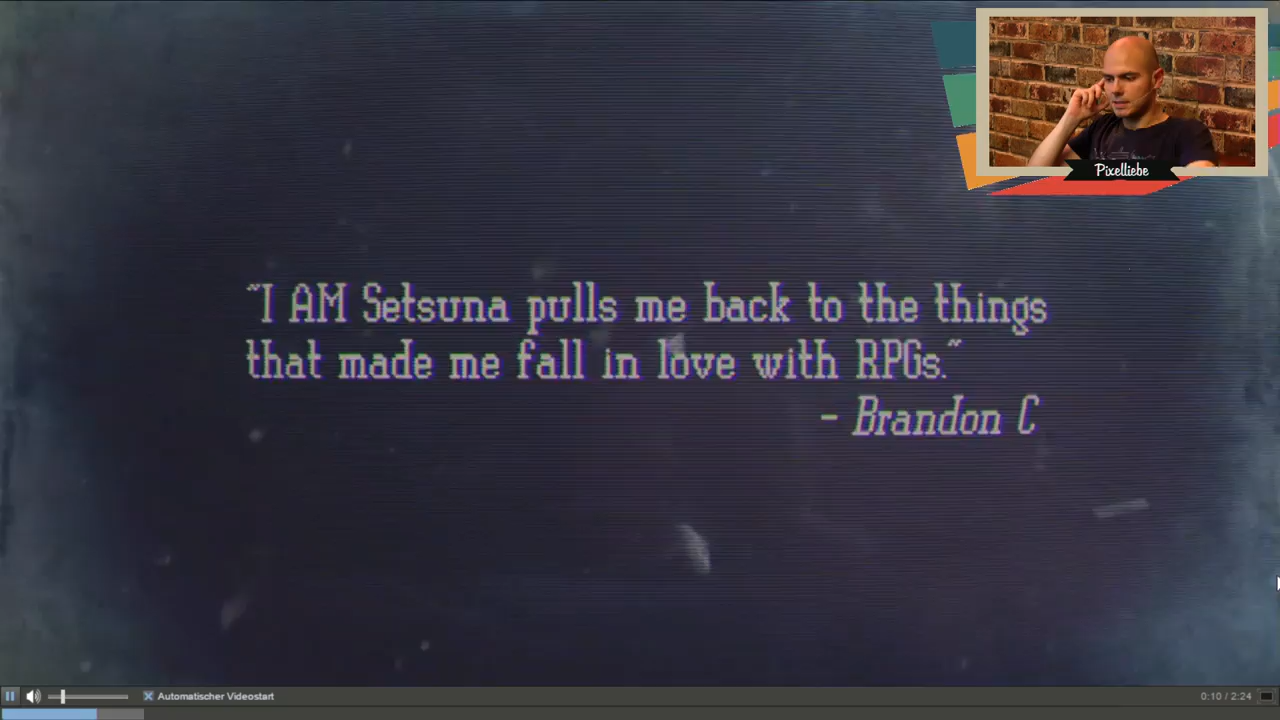 Pixelliebe
~I AM Setsuna pulls me back to the things
that made me fall in love with RPGs.~
- Brandon C
Automatischer Videostart
0:10 / 2:24